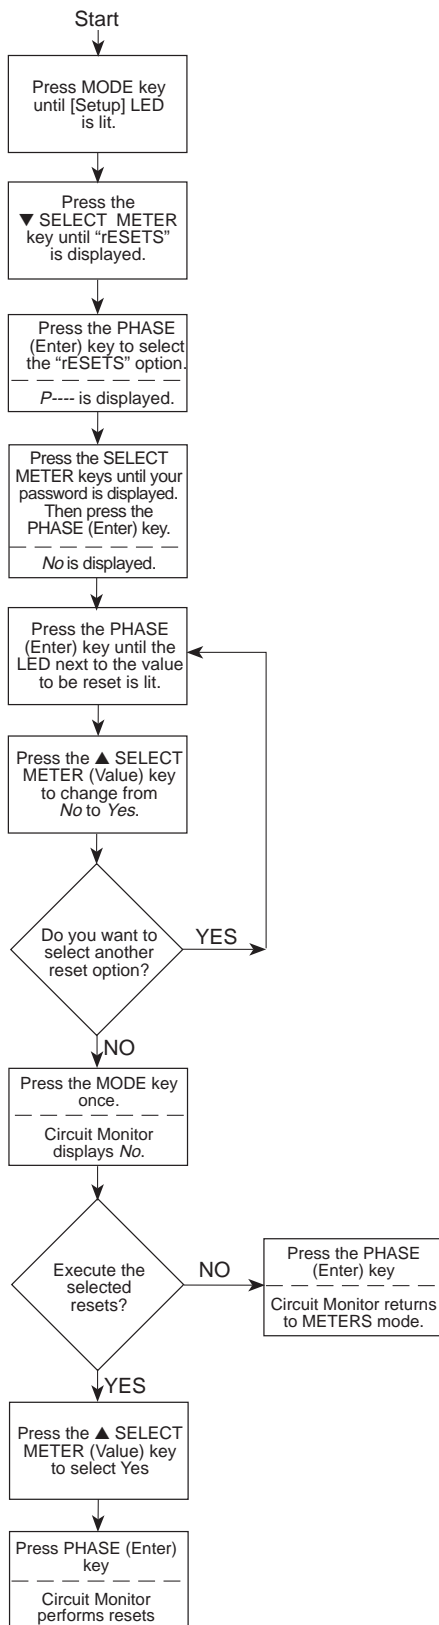 Start
Press MODE key
until [Setup] LED
is lit.
Press the
▼ SELECT METER
key until “rESETS”
is displayed.
Press the PHASE
(Enter) key to select
the “rESETS” option.
P---- is displayed.
Press the SELECT
METER keys until your
password is displayed.
Then press the
PHASE (Enter) key.
No is displayed.
Press the PHASE
(Enter) key until the
LED next to the value
to be reset is lit.
Press the ▲ SELECT
METER (Value) key
to change from
No to Yes.
Do you want to
select another
reset option?
YES
NO
Press the MODE key
once.
Circuit Monitor
displays No.
Execute the
selected
resets?
NO
Press the PHASE
(Enter) key
Circuit Monitor returns
to METERS mode.
YES
Press the ▲ SELECT
METER (Value) key
to select Yes
Press PHASE (Enter)
key
Circuit Monitor
performs resets